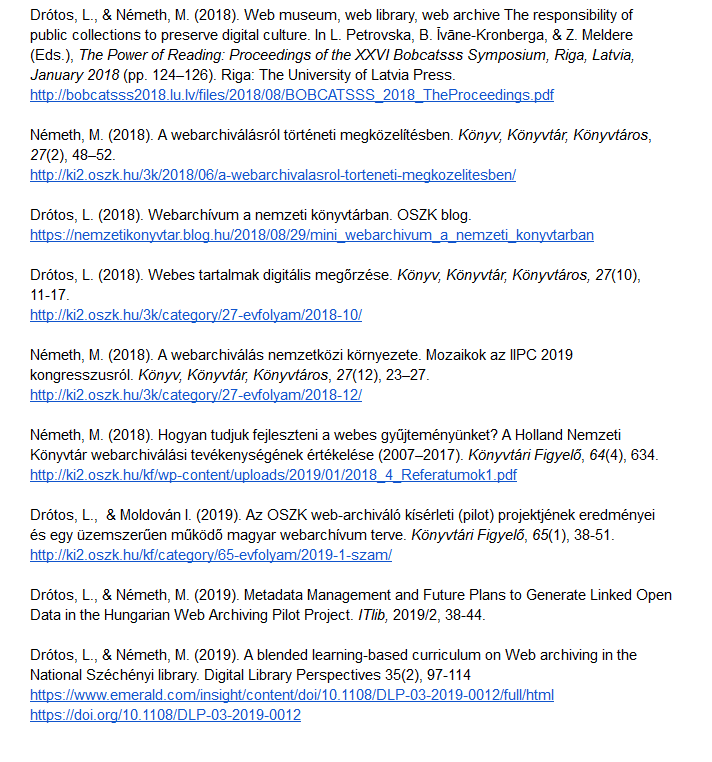 Drótos, L., & Németh, M. (2018). Web museum, web library, web archive The responsibility of
public collections to preserve digital culture. In L. Petrovska, B. Īvāne-Kronberga, & Z. Meldere
(Eds.), The Power of Reading: Proceedings of the XXVI Bobcatsss Symposium, Riga, Latvia,
January 2018 (pp. 124–126). Riga: The University of Latvia Press.
http://bobcatsss2018.lu.lv/files/2018/08/BOBCATSSS_2018_TheProceedings.pdf
Németh, M. (2018). A webarchiválásról történeti megközelítésben. Könyv, Könyvtár, Könyvtáros,
27(2), 48–52.
http://ki2.oszk.hu/3k/2018/06/a-webarchivalasrol-torteneti-megkozelitesben/
Drótos, L. (2018). Webarchívum a nemzeti könyvtárban. OSZK blog.
https://nemzetikonyvtar.blog.hu/2018/08/29/mini_webarchivum_a_nemzeti_konyvtarban
Drótos, L. (2018). Webes tartalmak digitális megőrzése. Könyv, Könyvtár, Könyvtáros, 27(10),
11-17.
http://ki2.oszk.hu/3k/category/27-evfolyam/2018-10/
Németh, M. (2018). A webarchiválás nemzetközi környezete. Mozaikok az IIPC 2019
kongresszusról. Könyv, Könyvtár, Könyvtáros, 27(12), 23–27.
http://ki2.oszk.hu/3k/category/27-evfolyam/2018-12/
Németh, M. (2018). Hogyan tudjuk fejleszteni a webes gyűjteményünket? A Holland Nemzeti
Könyvtár webarchiválási tevékenységének értékelése (2007–2017). Könyvtári Figyelő, 64(4), 634.
http://ki2.oszk.hu/kf/wp-content/uploads/2019/01/2018_4_Referatumok1.pdf
Drótos, L.,  & Moldován I. (2019). Az OSZK web-archiváló kísérleti (pilot) projektjének eredményei
és egy üzemszerűen működő magyar webarchívum terve. Könyvtári Figyelő, 65(1), 38-51.
http://ki2.oszk.hu/kf/category/65-evfolyam/2019-1-szam/
Drótos, L., & Németh, M. (2019). Metadata Management and Future Plans to Generate Linked Open
Data in the Hungarian Web Archiving Pilot Project. ITlib, 2019/2, 38-44.
Drótos, L., & Németh, M. (2019). A blended learning-based curriculum on Web archiving in the
National Széchényi library. Digital Library Perspectives 35(2), 97-114
https://www.emerald.com/insight/content/doi/10.1108/DLP-03-2019-0012/full/html
https://doi.org/10.1108/DLP-03-2019-0012